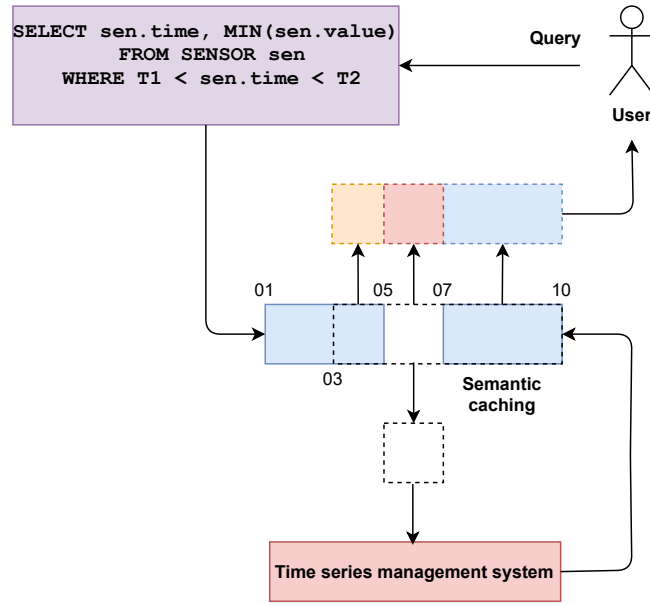 SELECT sen.time, MIN(sen.value)
FROM SENSOR sen
WHERE T1 < sen.time < T2
Query
User
01
05
07
10
03
Semantic
caching
Time series management system